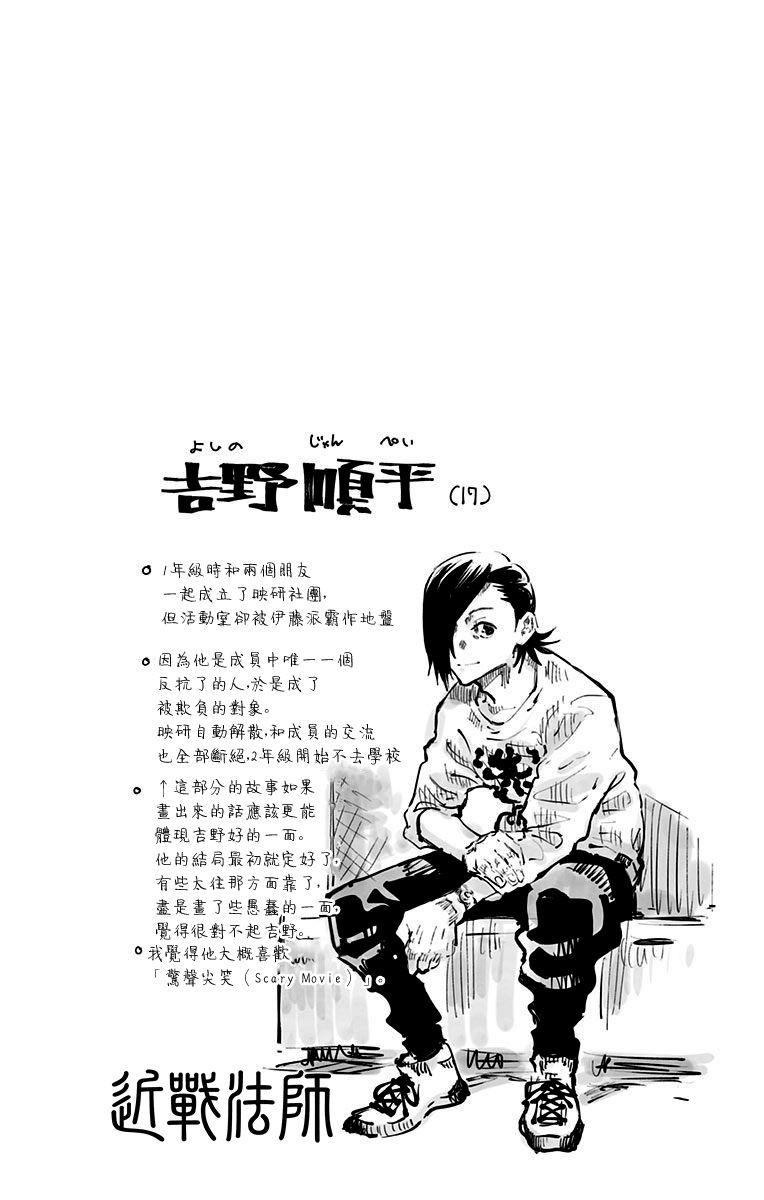 よしの じゅん ぺい
吉野順平 (17)
1年級時和兩個朋友
一起成立了映研社團,
但活動室卻被伊藤派霸作地盤
因為他是成員中唯一一個
反抗了的人,於是成了
被欺負的對象。
映研自動解散,和成員的交流
也全部斷絕,2年級開始不去學校
↑這部分的故事如果
畫出來的話應該更能
體現吉野好的一面。
他的結局最初就定好了,
有些太往那方面靠了,
盡是畫了些愚蠢的一面,
覺得很對不起吉野。
我覺得他大概喜歡
「驚聲尖笑（Scary Movie）」。
近戰法師